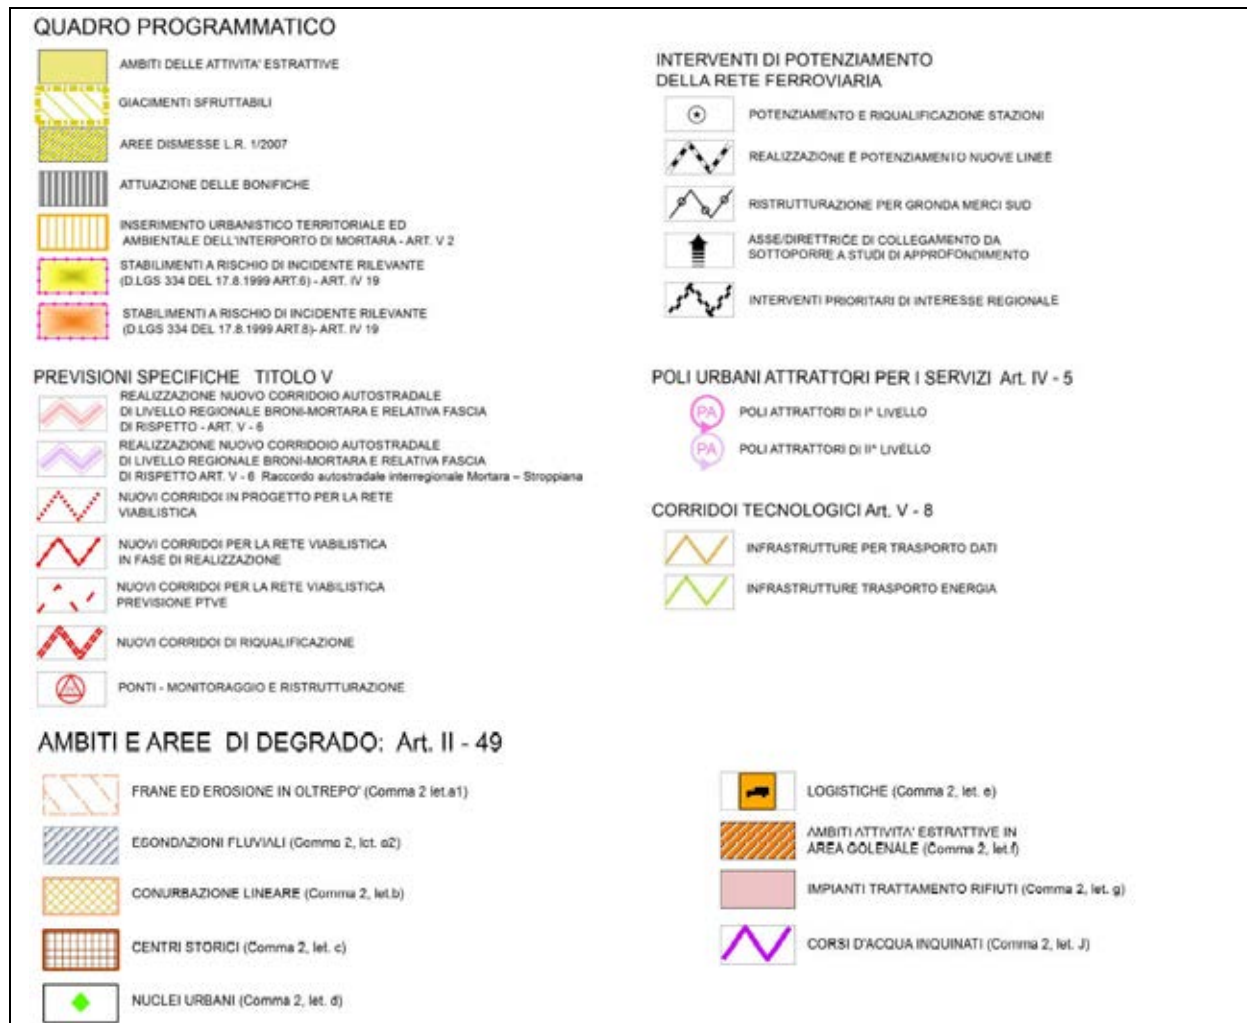 QUADRO PROGRAMMATICO
AMBITI DELLE ATTIVITA' ESTRATTIVE
GIACIMENTI SFRUTTABILI
AREE DISMESSE L.R. 1/2007
ATTUAZIONE DELLE BONIFICHE
INSERIMENTO URBANISTICO TERRITORIALE ED
AMBIENTALE DELL'INTERPORTO DI MORTARA - ART. V 2
STABILIMENTI A RISCHIO DI INCIDENTE RILEVANTE
(D.LGS 334 DEL 17.8.1999 ART.6) - ART. IV 19
STABILIMENTI A RISCHIO DI INCIDENTE RILEVANTE
(D.LGS 334 DEL 17.8.1999 ART.8)- ART. IV 19
INTERVENTI DI POTENZIAMENTO
DELLA RETE FERROVIARIA
POTENZIAMENTO E RIQUALIFICAZIONE STAZIONI
REALIZZAZIONE E POTENZIAMENTO NUOVE LINEE
RISTRUTTURAZIONE PER GRONDA MERCI SUD
ASSE/DIRETTRICE DI COLLEGAMENTO DA
SOTTOPORRE A STUDI DI APPROFONDIMENTO
INTERVENTI PRIORITARI DI INTERESSE REGIONALE
PREVISIONI SPECIFICHE TITOLO V
REALIZZAZIONE NUOVO CORRIDOIO AUTOSTRADALE
DI LIVELLO REGIONALE BRONI-MORTARA E RELATIVA FASCIA
DI RISPETTO - ART. V - 6
REALIZZAZIONE NUOVO CORRIDOIO AUTOSTRADALE
DI LIVELLO REGIONALE BRONI-MORTARA E RELATIVA FASCIA
DI RISPETTO ART. V - 6 Raccordo autostradale interregionale Mortara – Stroppiana
NUOVI CORRIDOI IN PROGETTO PER LA RETE
VIABILISTICA
NUOVI CORRIDOI PER LA RETE VIABILISTICA
IN FASE DI REALIZZAZIONE
NUOVI CORRIDOI PER LA RETE VIABILISTICA
PREVISIONE PTVE
NUOVI CORRIDOI DI RIQUALIFICAZIONE
PONTI - MONITORAGGIO E RISTRUTTURAZIONE
POLI URBANI ATTRATTORI PER I SERVIZI Art. IV - 5
PA POLI ATTRATTORI DI I° LIVELLO
PA POLI ATTRATTORI DI II° LIVELLO
CORRIDOI TECNOLOGICI Art. V - 8
INFRASTRUTTURE PER TRASPORTO DATI
INFRASTRUTTURE TRASPORTO ENERGIA
AMBITI E AREE DI DEGRADO: Art. II - 49
FRANE ED EROSIONE IN OLTREPO' (Comma 2 let.a1)
ESONDAZIONI FLUVIALI (Comma 2, let. a2)
CONURBAZIONE LINEARE (Comma 2, let.b)
CENTRI STORICI (Comma 2, let. c)
NUCLEI URBANI (Comma 2, let. d)
LOGISTICHE (Comma 2, let. e)
AMBITI ATTIVITA' ESTRATTIVE IN
AREA GOLENALE (Comma 2, let.f)
IMPIANTI TRATTAMENTO RIFIUTI (Comma 2, let. g)
CORSI D'ACQUA INQUINATI (Comma 2, let. J)